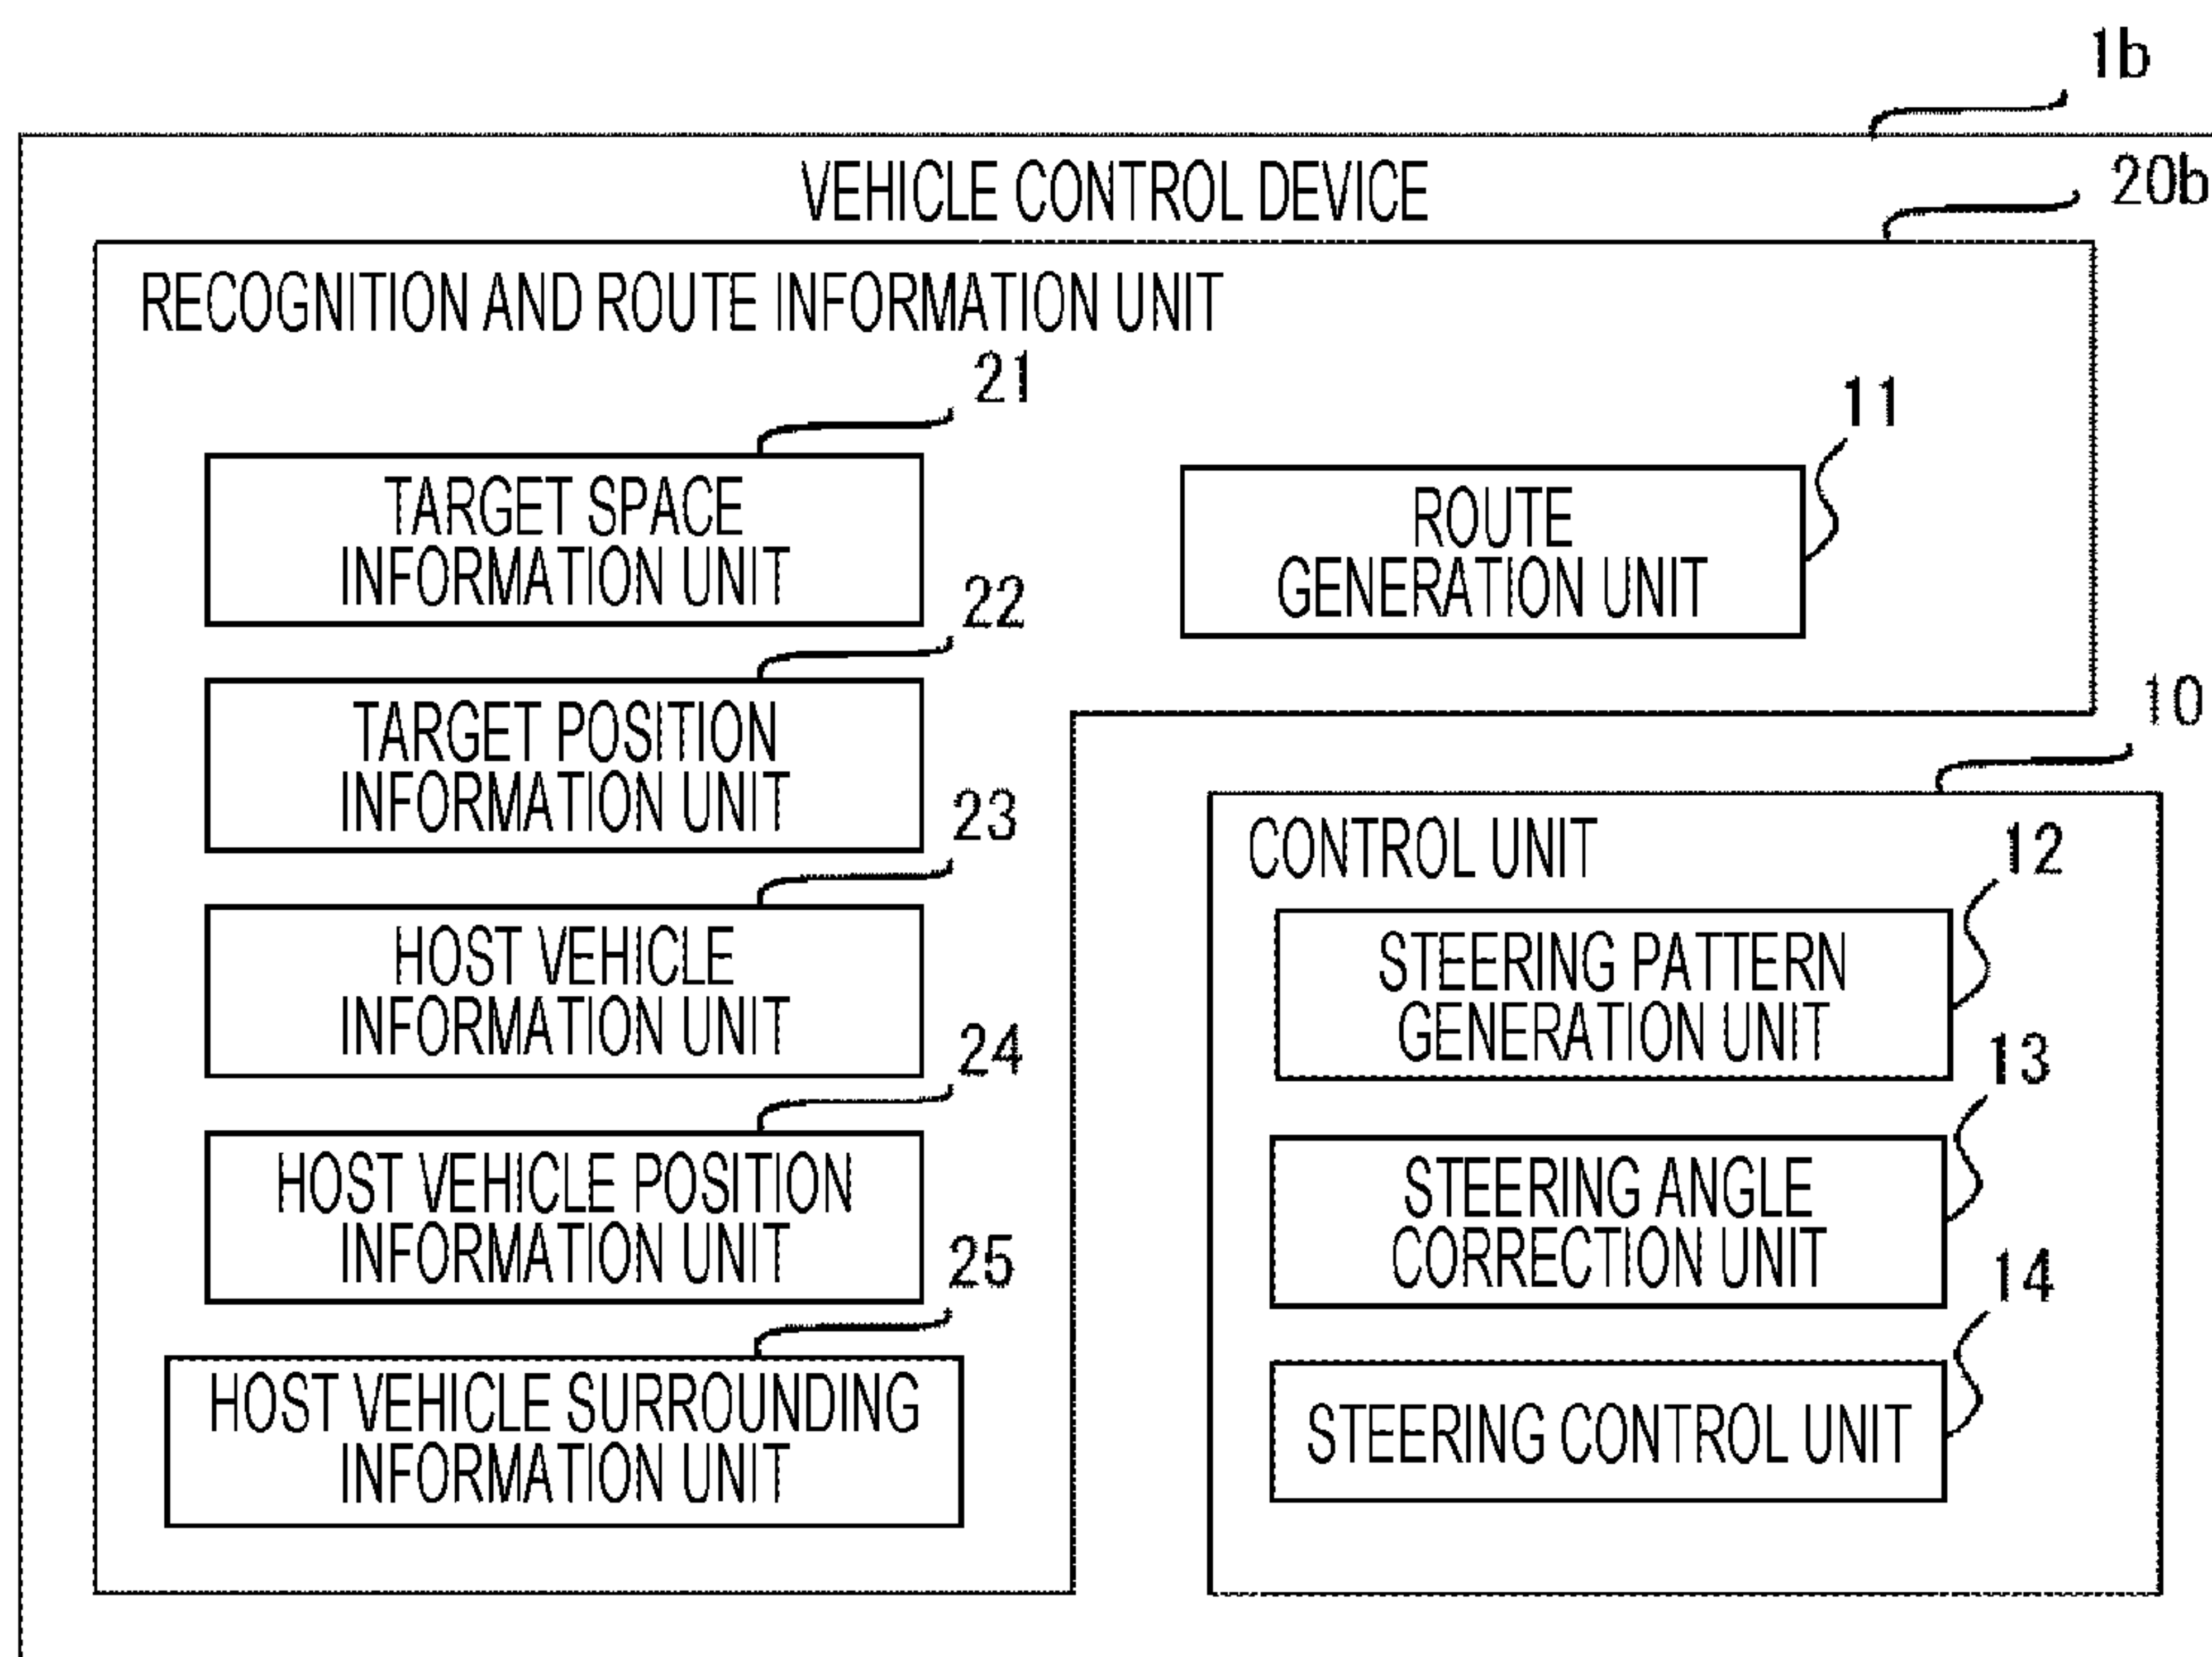 1b
VEHICLE CONTROL DEVICE
20b
RECOGNITION AND ROUTE INFORMATION UNIT
21
TARGET SPACE
INFORMATION UNIT
11
ROUTE
GENERATION UNIT
22
TARGET POSITION
INFORMATION UNIT
23
HOST VEHICLE
INFORMATION UNIT
24
HOST VEHICLE POSITION
INFORMATION UNIT
25
HOST VEHICLE SURROUNDING
INFORMATION UNIT
10
CONTROL UNIT
12
STEERING PATTERN
GENERATION UNIT
13
STEERING ANGLE
CORRECTION UNIT
14
STEERING CONTROL UNIT